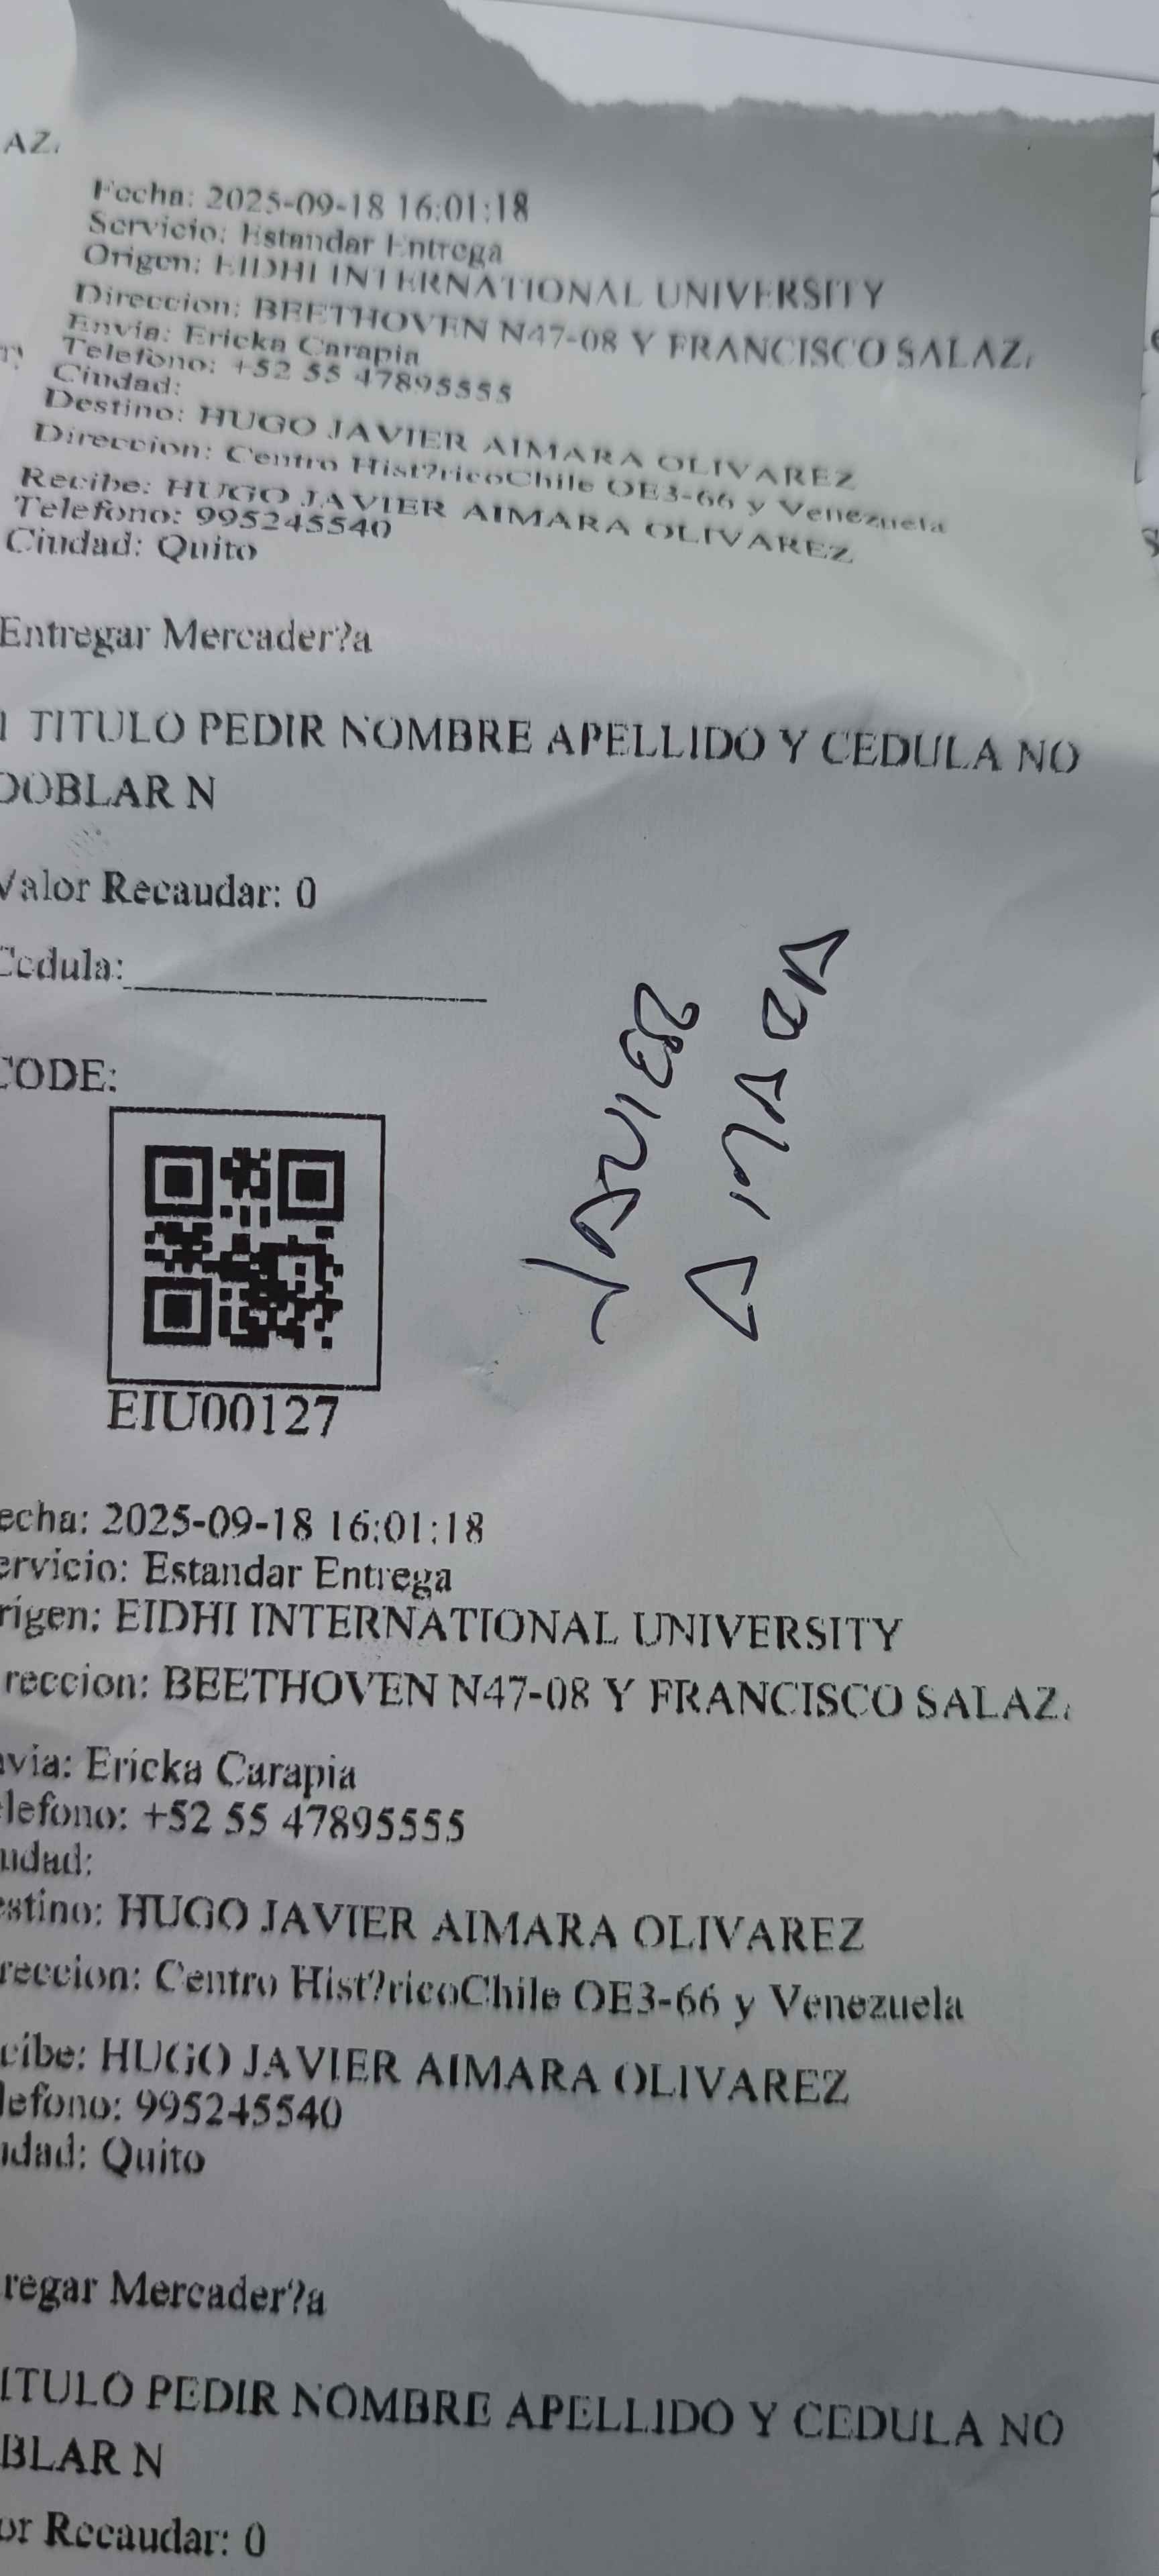 AZ
Fecha: 2025-09-18 16:01:18
Servicio: Estandar Entrega
Origen: EIDHI INTERNATIONAL UNIVERSITY
Direccion: BEETHOVEN N47-08 Y FRANCISCO SALAZ
Envia: Ericka Carapia
Telefono: +52 55 47895555
Ciudad:
Destino: HUGO JAVIER AIMARA OLIVAREZ
Direccion: Centro Hist?ricoChile OE3-66 y Venezuela
Recibe: HUGO JAVIER AIMARA OLIVAREZ
Telefono: 995245540
Ciudad: Quito
Entregar Mercader?a
1 TITULO PEDIR NOMBRE APELLIDO Y CEDULA NO
DOBLAR N
Valor Recaudar: 0
Cedula:
CODE:
JAVIER
AIMARA
EIU00127
echa: 2025-09-18 16:01:18
ervicio: Estandar Entrega
rigen: EIDHI INTERNATIONAL UNIVERSITY
reccion: BEETHOVEN N47-08 Y FRANCISCO SALAZ
via: Ericka Carapia
lefono: +52 55 47895555
udad:
stino: HUGO JAVIER AIMARA OLIVAREZ
reccion: Centro Hist?ricoChile OE3-66 y Venezuela
cibe: HUGO JAVIER AIMARA OLIVAREZ
lefono: 995245540
dad: Quito
regar Mercader?a
ITULO PEDIR NOMBRE APELLIDO Y CEDULA NO
BLAR N
or Recaudar: 0